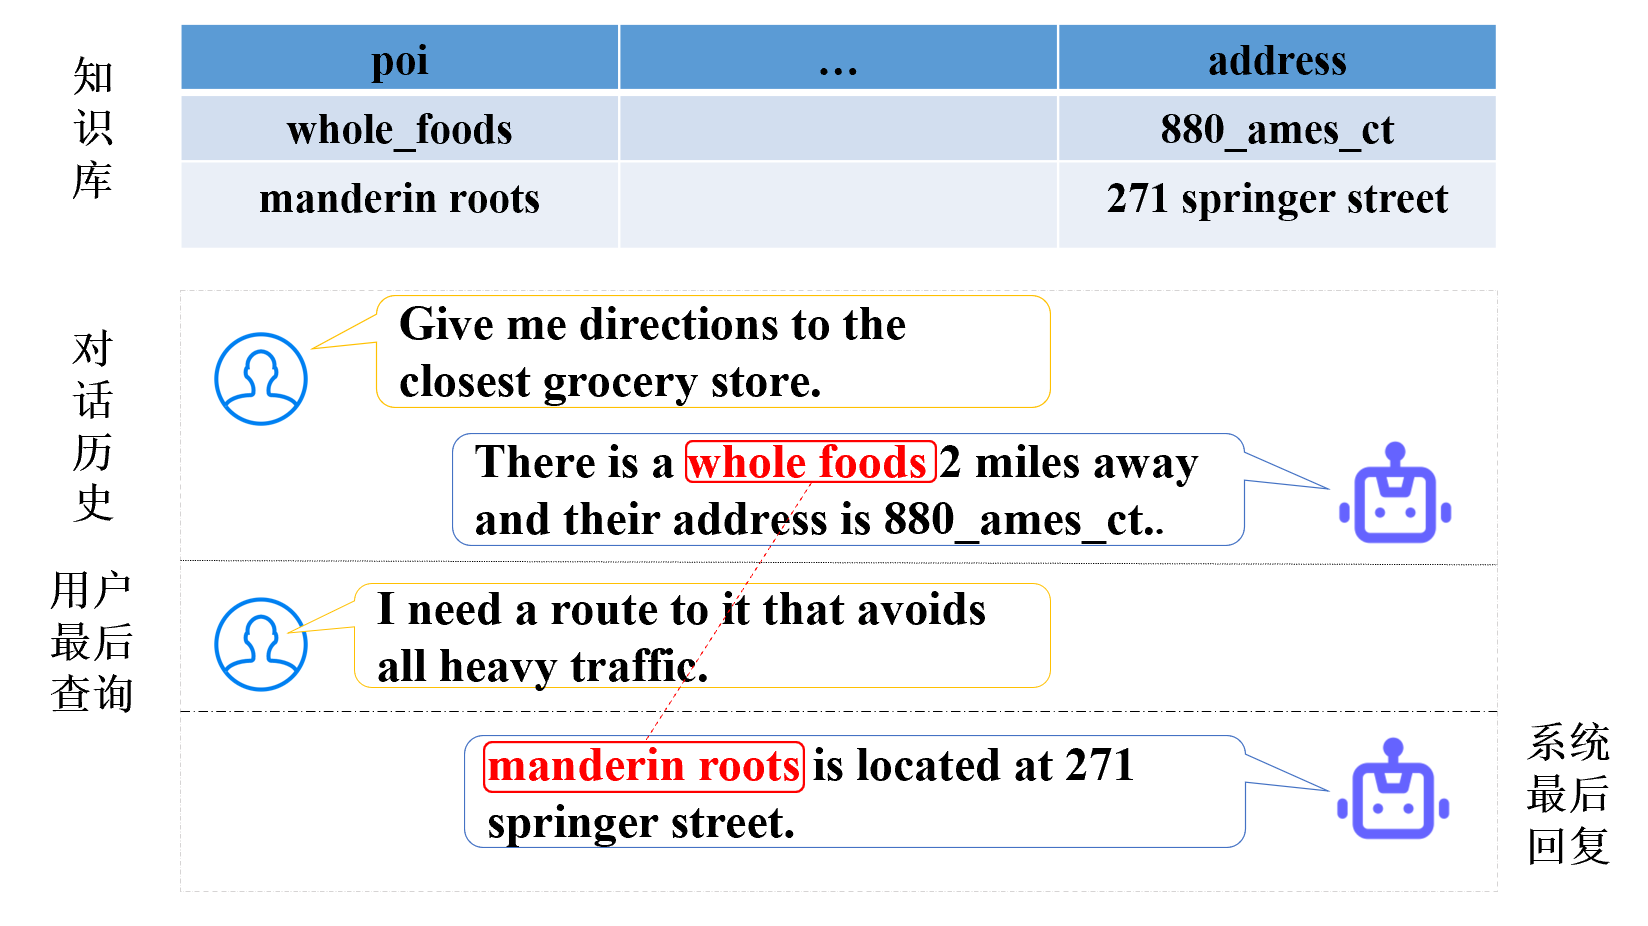 知识库
poi … address
whole_foods 880_ames_ct
manderin roots 271 springer street
对话历史
Give me directions to the
closest grocery store.
There is a whole foods 2 miles away
and their address is 880_ames_ct..
用户
最后
查询
I need a route to it that avoids
all heavy traffic.
manderin roots is located at 271
springer street.
系统
最后
回复